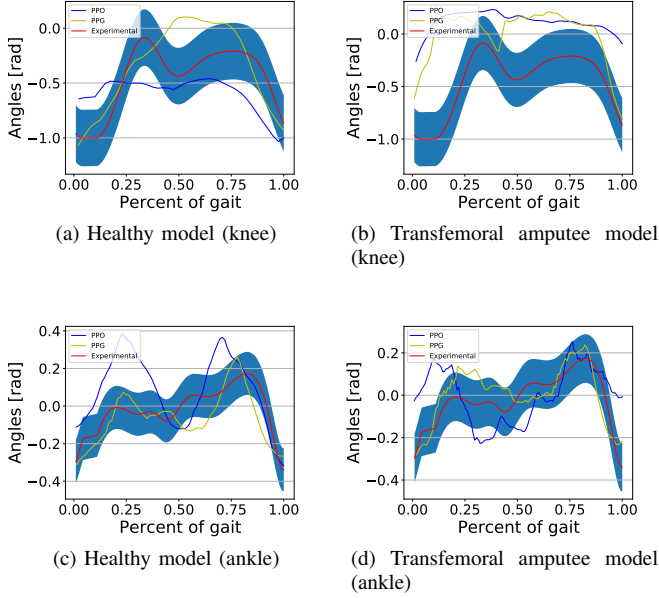 PPO
PPG
Experimental
0.0
−0.5
−1.0
Angles [rad]
0.00 0.25 0.50 0.75 1.00
Percent of gait
(a) Healthy model (knee)
PPO
PPG
Experimental
0.0
−0.5
−1.0
Angles [rad]
0.00 0.25 0.50 0.75 1.00
Percent of gait
(b) Transfemoral amputee model
(knee)
PPO
PPG
Experimental
0.4
0.2
0.0
−0.2
−0.4
Angles [rad]
0.00 0.25 0.50 0.75 1.00
Percent of gait
(c) Healthy model (ankle)
PPO
PPG
Experimental
0.2
0.0
−0.2
−0.4
Angles [rad]
0.00 0.25 0.50 0.75 1.00
Percent of gait
(d) Transfemoral amputee model
(ankle)